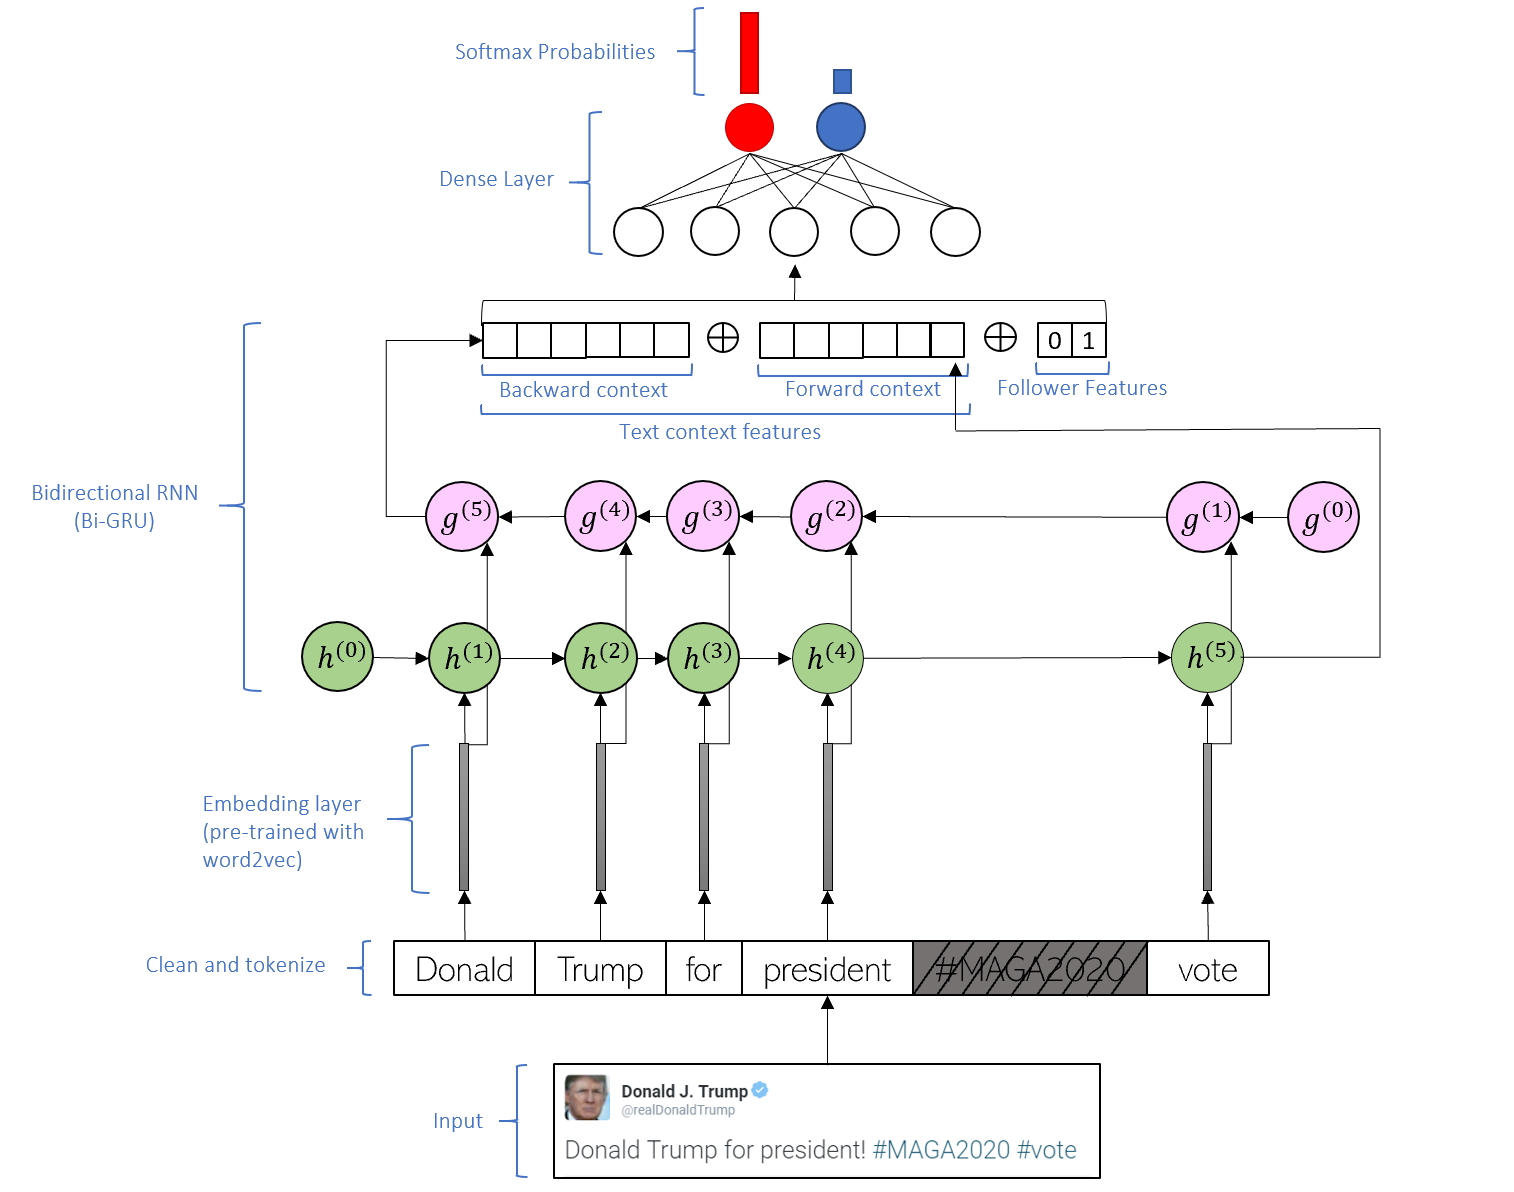 Softmax Probabilities
Dense Layer
0 1
Backward context
Forward context
Follower Features
Text context features
Bidirectional RNN
(Bi-GRU)
g(5) g(4) g(3) g(2) g(1) g(0)
h(0) h(1) h(2) h(3) h(4) h(5)
Embedding layer
(pre-trained with
word2vec)
Clean and tokenize
Donald Trump for president #MAGA2020 vote
Input
Donald J. Trump
@realDonaldTrump
Donald Trump for president! #MAGA2020 #vote